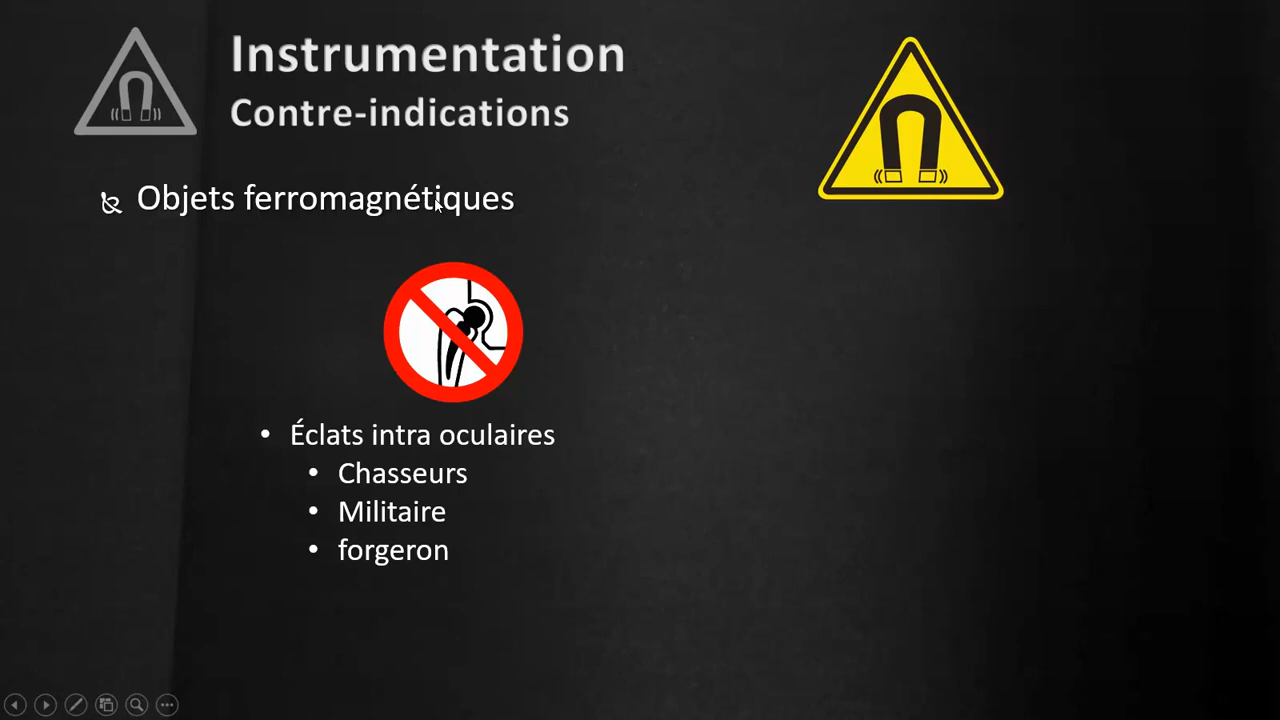 Instrumentation
Contre-indications
Objets ferromagnétiques
• Éclats intra oculaires
• Chasseurs
• Militaire
• forgeron